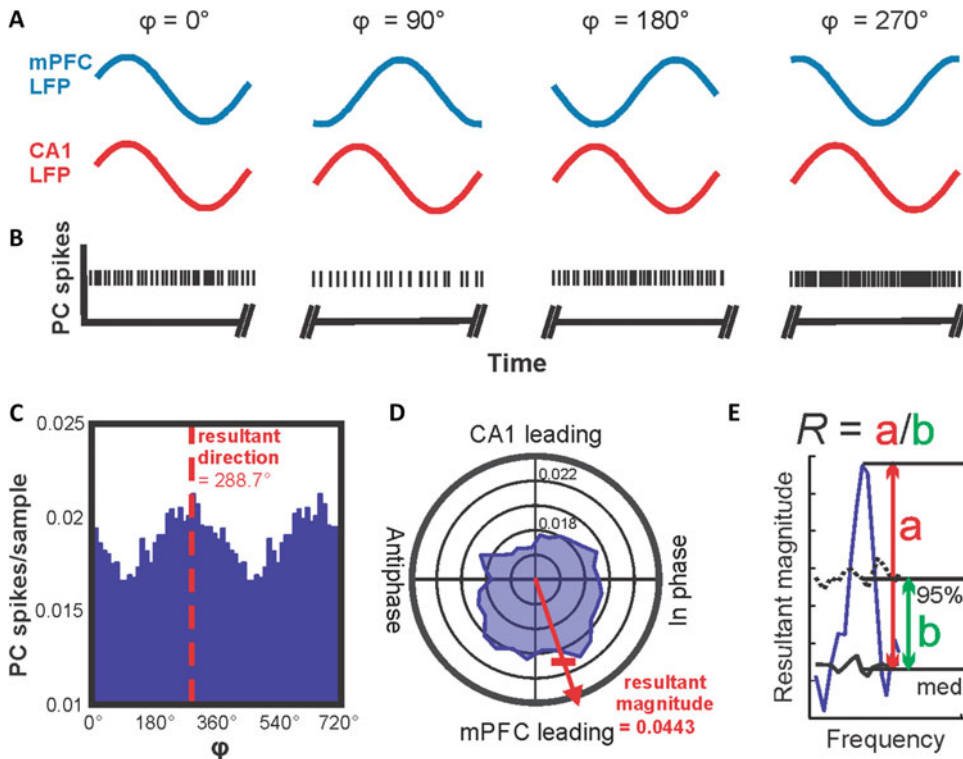 A
φ = 0°
φ = 90°
φ = 180°
φ = 270°
mPFC
LFP
CA1
LFP
B
PC spikes
Time
C
0.025
0.02
0.015
0.01
PC spikes/sample
resultant
direction
= 288.7°
0°
180°
360°
540°
720°
φ
D
CA1 leading
0.022
0.018
Antiphase
In phase
mPFC leading
resultant
magnitude
= 0.0443
E
R = a/b
Resultant magnitude
a
95%
b
med
Frequency